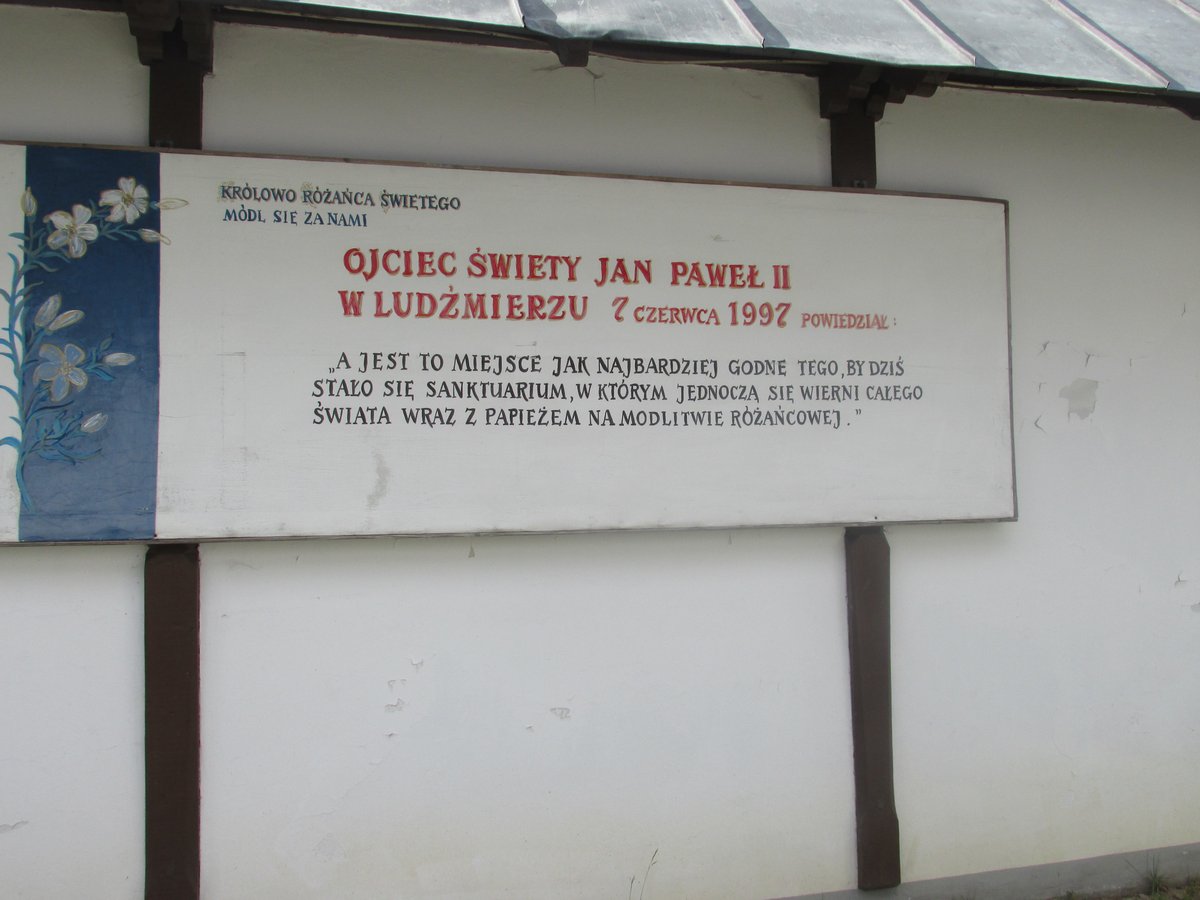 KRÓLOWO RÓŻAŃCA ŚWIĘTEGO
MÓDL SIĘ ZA NAMI
OJCIEC ŚWIĘTY JAN PAWEŁ II
W LUDŹMIERZU 7 CZERWCA 1997 POWIEDZIAŁ:
„A JEST TO MIEJSCE JAK NAJBARDZIEJ GODNE TEGO, BY DZIŚ
STAŁO SIĘ SANKTUARIUM, W KTÓRYM JEDNOCZĄ SIĘ WIERNI CAŁEGO
ŚWIATA WRAZ Z PAPIEŻEM NA MODLITWIE RÓŻAŃCOWEJ."